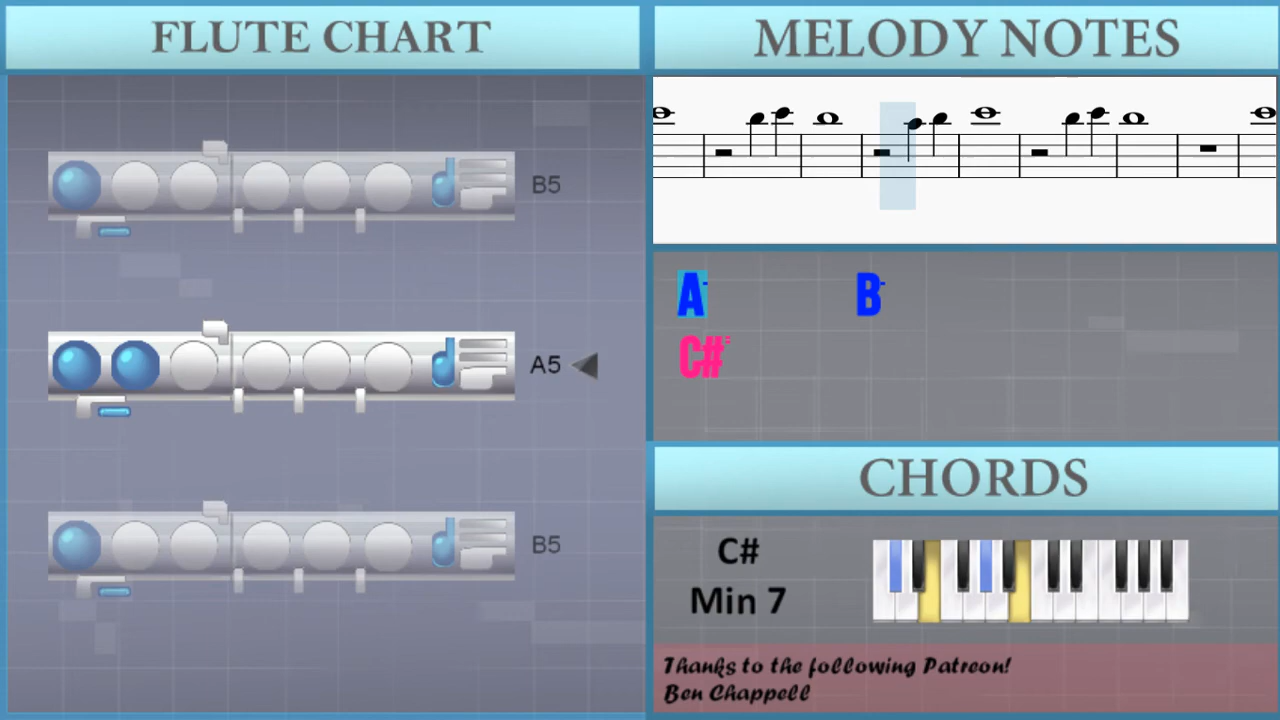 FLUTE CHART
B5
A5
B5
MELODY NOTES
A B
C#
CHORDS
C#
Min 7
Thanks to the following Patreon!
Ben Chappell